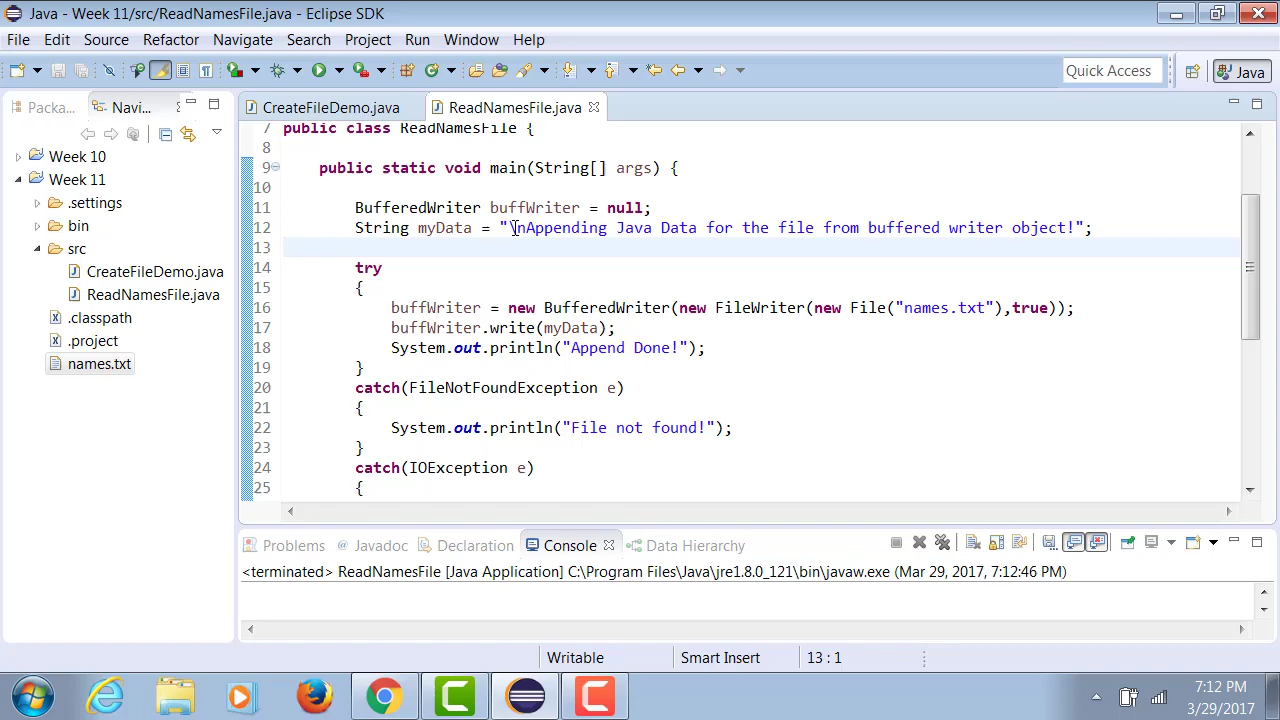 Java - Week 11/src/ReadNamesFile.java - Eclipse SDK
File Edit Source Refactor Navigate Search Project Run Window Help
Quick Access
Java
Packa...
Navi...
CreateFileDemo.java
ReadNamesFile.java
Week 10
Week 11
.settings
bin
src
CreateFileDemo.java
ReadNamesFile.java
.classpath
.project
names.txt
7 public class ReadNamesFile {
8
9 public static void main(String[] args) {
10
11 BufferedWriter buffWriter = null;
12 String myData = "\nAppending Java Data for the file from buffered writer object!";
13
14 try
15 {
16 buffWriter = new BufferedWriter(new FileWriter(new File("names.txt"),true));
17 buffWriter.write(myData);
18 System.out.println("Append Done!");
19 }
20 catch(FileNotFoundException e)
21 {
22 System.out.println("File not found!");
23 }
24 catch(IOException e)
25 {
Problems Javadoc Declaration Console Data Hierarchy
<terminated> ReadNamesFile [Java Application] C:\Program Files\Java\jre1.8.0_121\bin\javaw.exe (Mar 29, 2017, 7:12:46 PM)
Writable Smart Insert 13 : 1
7:12 PM
3/29/2017